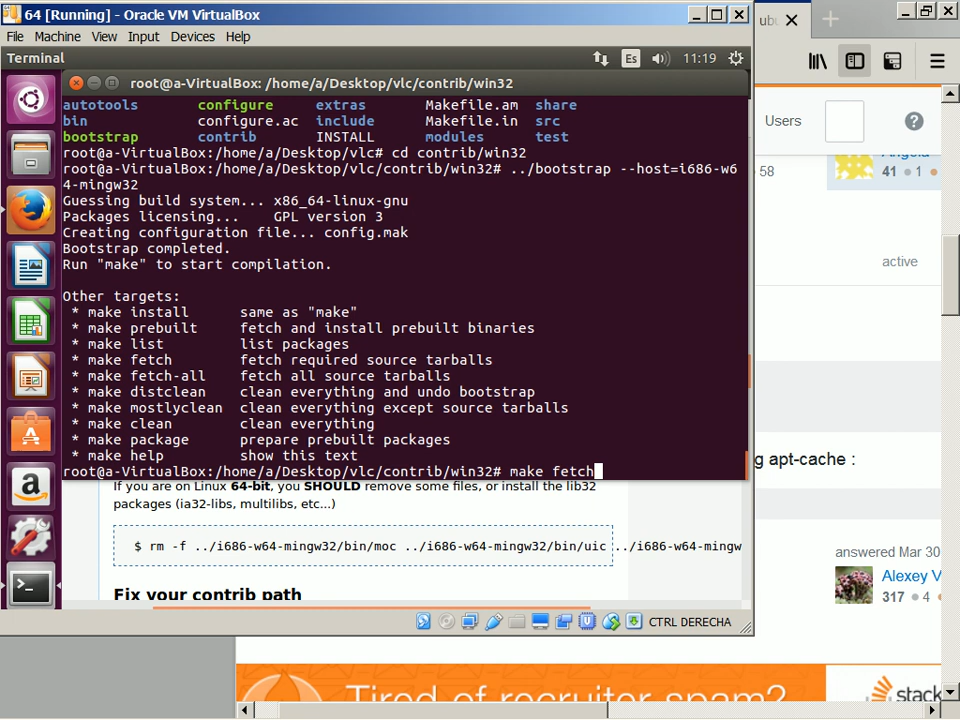 64 [Running] - Oracle VM VirtualBox
File Machine View Input Devices Help
Terminal
Es
11:19
root@a-VirtualBox: /home/a/Desktop/vlc/contrib/win32
autotools configure extras Makefile.am share
bin configure.ac include Makefile.in src
bootstrap contrib INSTALL modules test
root@a-VirtualBox:/home/a/Desktop/vlc# cd contrib/win32
root@a-VirtualBox:/home/a/Desktop/vlc/contrib/win32# ../bootstrap --host=i686-w6
4-mingw32
Guessing build system... x86_64-linux-gnu
Packages licensing... GPL version 3
Creating configuration file... config.mak
Bootstrap completed.
Run "make" to start compilation.
Other targets:
* make install same as "make"
* make prebuilt fetch and install prebuilt binaries
* make list list packages
* make fetch fetch required source tarballs
* make fetch-all fetch all source tarballs
* make distclean clean everything and undo bootstrap
* make mostlyclean clean everything except source tarballs
* make clean clean everything
* make package prepare prebuilt packages
* make help show this text
root@a-VirtualBox:/home/a/Desktop/vlc/contrib/win32# make fetch
If you are on Linux 64-bit, you SHOULD remove some files, or install the lib32
packages (ia32-libs, multilibs, etc...)
$ rm -f ../i686-w64-mingw32/bin/moc ../i686-w64-mingw32/bin/uic ../i686-w64-mingw
Fix your contrib path
CTRL DERECHA
ubu
Users
58
41 1
active
g apt-cache :
answered Mar 30
Alexey V
317 4
Tired of recruiter spam?
stack